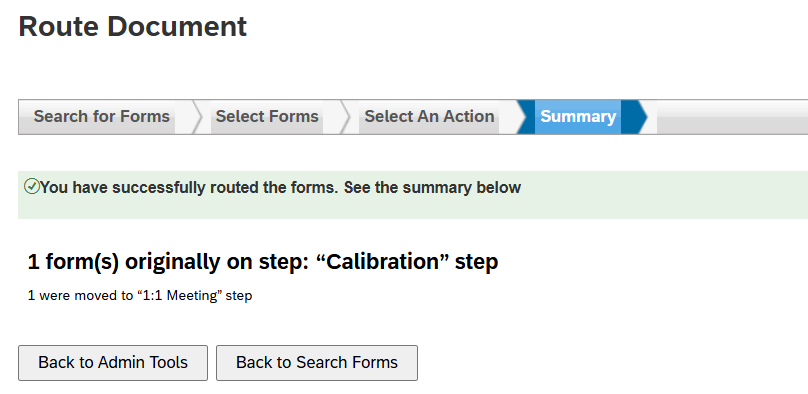 Route Document
Search for Forms Select Forms Select An Action Summary
You have successfully routed the forms. See the summary below
1 form(s) originally on step: “Calibration” step
1 were moved to “1:1 Meeting” step
Back to Admin Tools Back to Search Forms